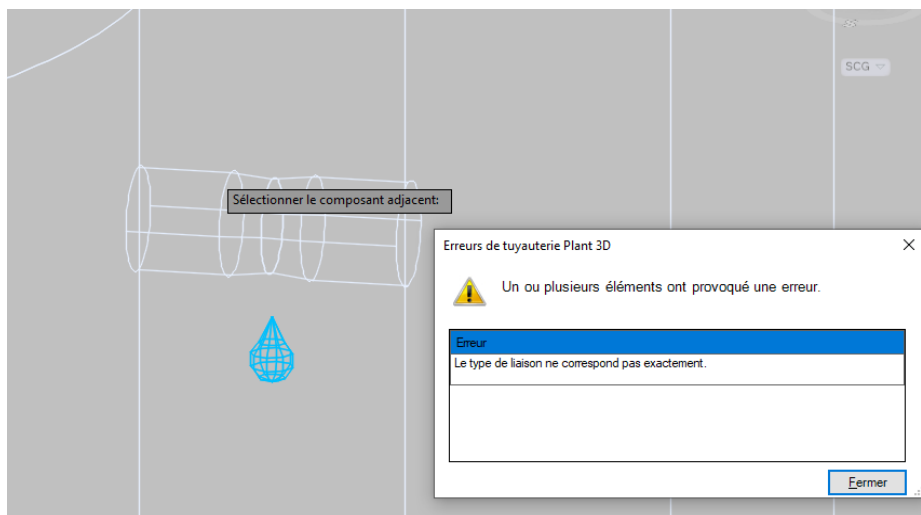 SCG
Sélectionner le composant adjacent:
Erreurs de tuyauterie Plant 3D
Un ou plusieurs éléments ont provoqué une erreur.
Erreur
Le type de liaison ne correspond pas exactement.
Fermer